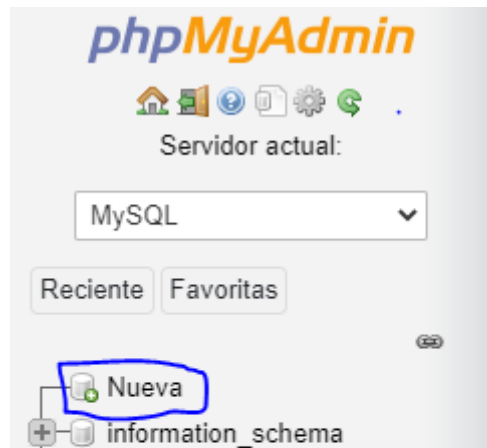 phpMyAdmin
Servidor actual:
MySQL
Reciente Favoritas
Nueva
information_schema